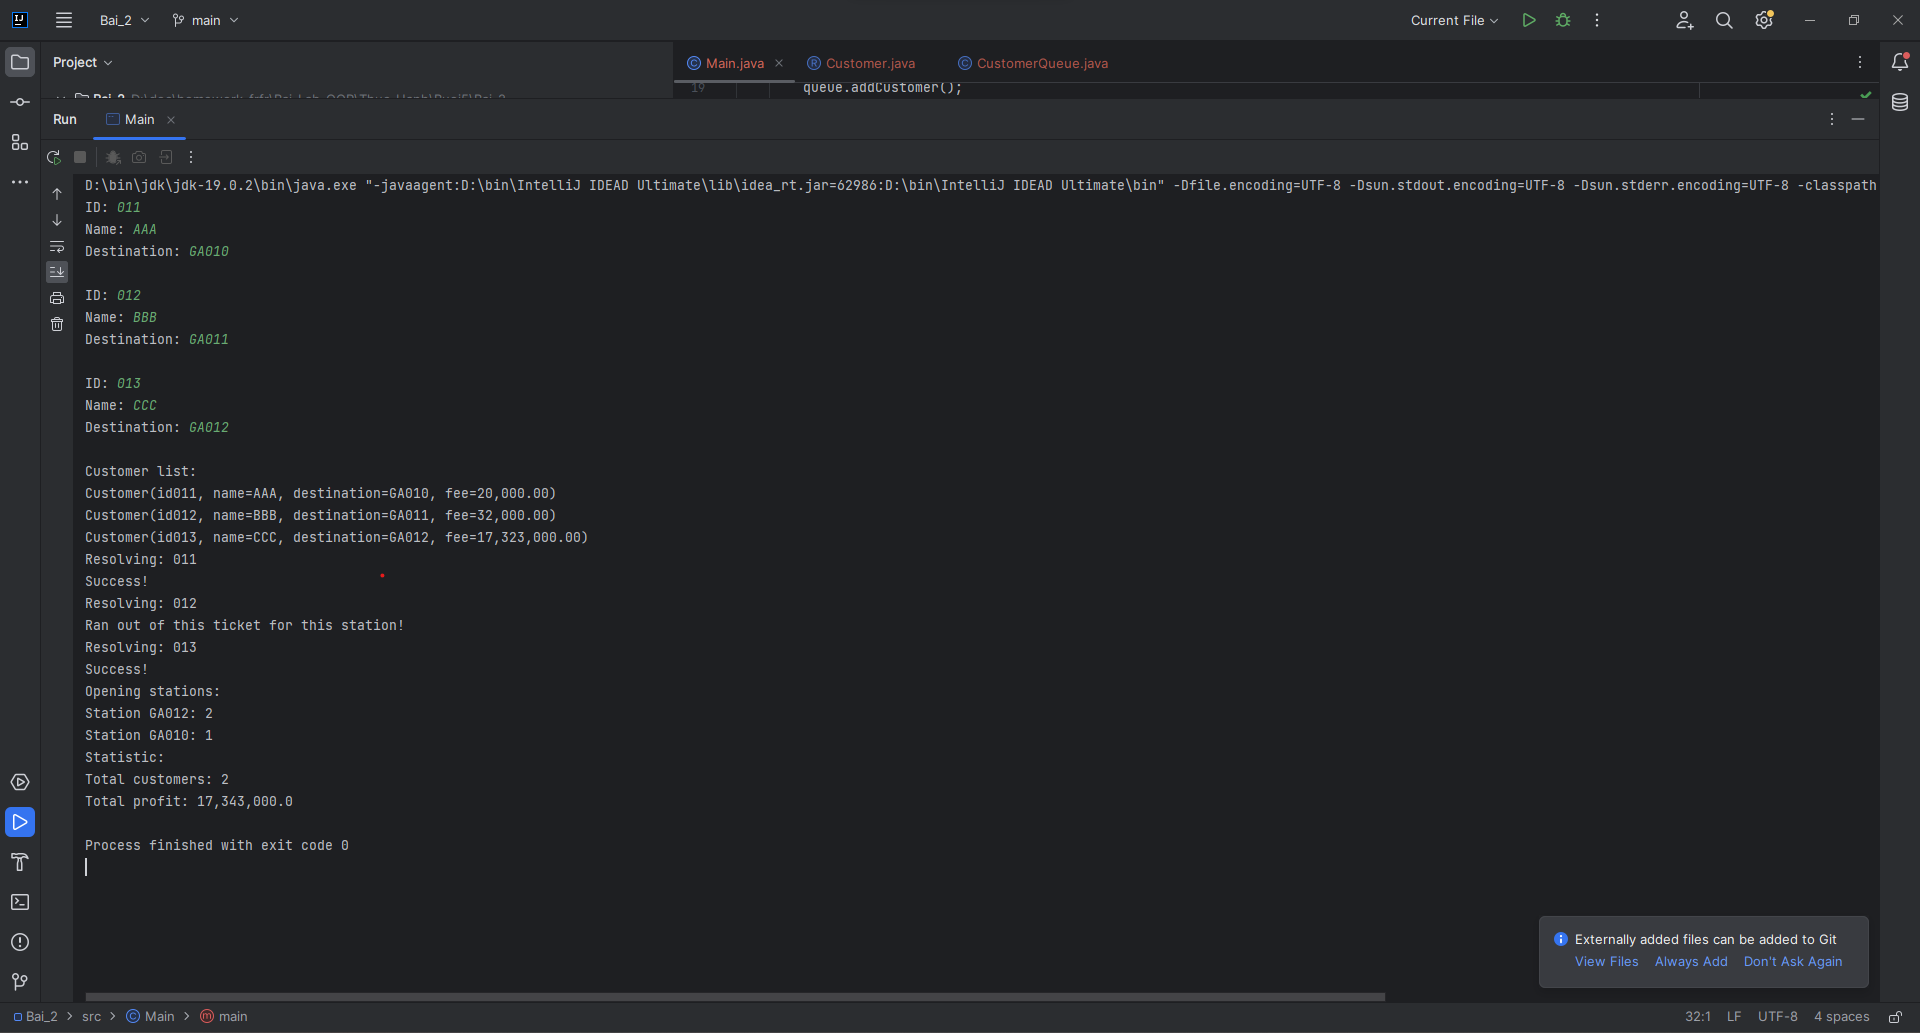 Bai_2 main Current File
Project
Main.java Customer.java CustomerQueue.java
19 queue.addCustomer();
Run Main
D:\bin\jdk\jdk-19.0.2\bin\java.exe "-javaagent:D:\bin\IntelliJ IDEAD Ultimate\lib\idea_rt.jar=62986:D:\bin\IntelliJ IDEAD Ultimate\bin" -Dfile.encoding=UTF-8 -Dsun.stdout.encoding=UTF-8 -Dsun.stderr.encoding=UTF-8 -classpath
ID: 011
Name: AAA
Destination: GA010
ID: 012
Name: BBB
Destination: GA011
ID: 013
Name: CCC
Destination: GA012
Customer list:
Customer(id011, name=AAA, destination=GA010, fee=20,000.00)
Customer(id012, name=BBB, destination=GA011, fee=32,000.00)
Customer(id013, name=CCC, destination=GA012, fee=17,323,000.00)
Resolving: 011
Success!
Resolving: 012
Ran out of this ticket for this station!
Resolving: 013
Success!
Opening stations:
Station GA012: 2
Station GA010: 1
Statistic:
Total customers: 2
Total profit: 17,343,000.0
Process finished with exit code 0
Externally added files can be added to Git
View Files Always Add Don't Ask Again
Bai_2 > src > Main > main 32:1 LF UTF-8 4 spaces